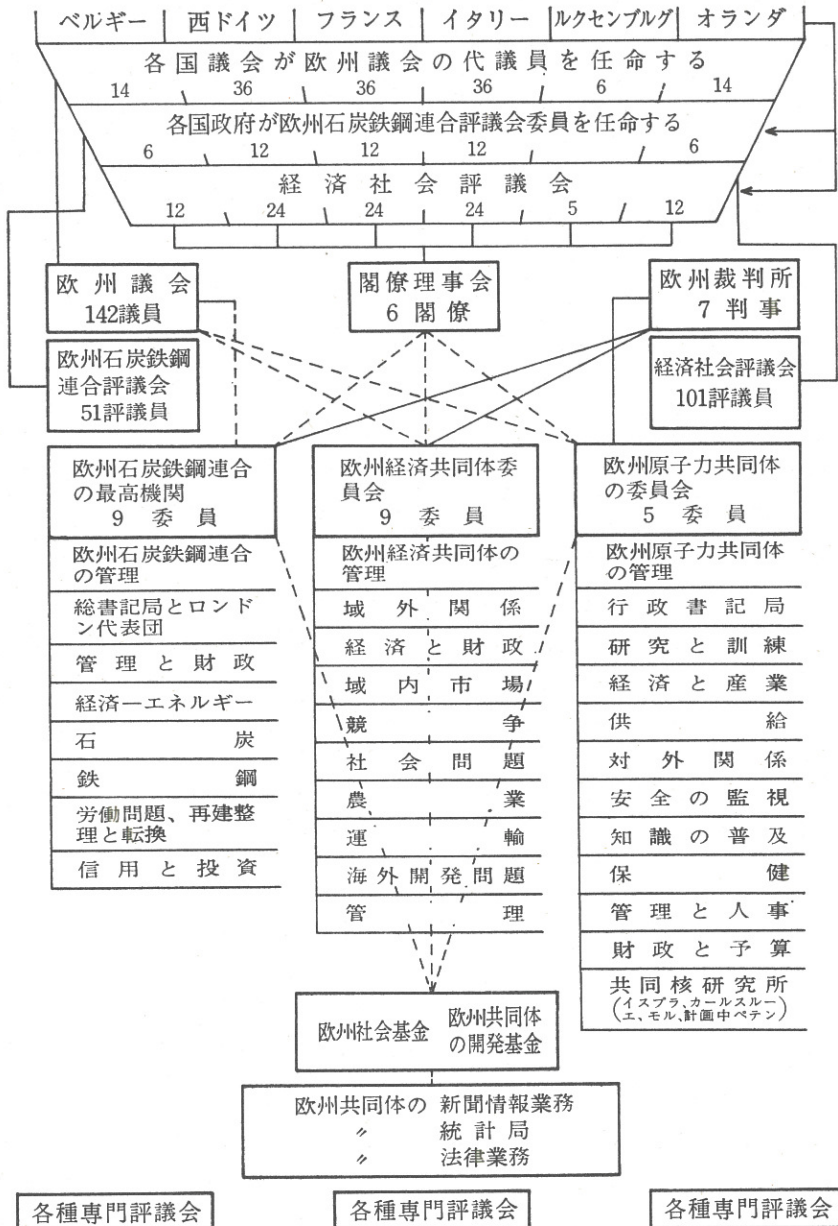 ベルギー 西ドイツ フランス イタリー ルクセンブルグ オランダ
各国議会が欧州議会の代議員を任命する
14 36 36 36 6 14
各国政府が欧州石炭鉄鋼連合評議会委員を任命する
6 12 12 12 6
経済社会評議会
12 24 24 24 5 12
欧州議会
142議員
閣僚理事会
6閣僚
欧州裁判所
7判事
欧州石炭鉄鋼
連合評議会
51評議員
経済社会評議会
101評議員
欧州石炭鉄鋼連合
の最高機関
9委員
欧州石炭鉄鋼連合
の管理
総書記局とロンド
ン代表団
管理と財政
経済―エネルギー
石炭
鉄鋼
労働問題、再建整
理と転換
信用と投資
欧州経済共同体委
員会
9委員
欧州経済共同体の
管理
域外関係
経済と財政
域内市場
競争
社会問題
農業
運輸
海外開発問題
管理
欧州原子力共同体
の委員会
5委員
欧州原子力共同体
の管理
行政書記局
研究と訓練
経済と産業
供給
対外関係
安全の監視
知識の普及
保健
管理と人事
財政と予算
共同核研究所
(イスプラ、カールスルー
エ、モル、計画中ペテン)
欧州社会基金 欧州共同体
の開発基金
欧州共同体の 新聞情報業務
〃 統計局
〃 法律業務
各種専門評議会 各種専門評議会 各種専門評議会